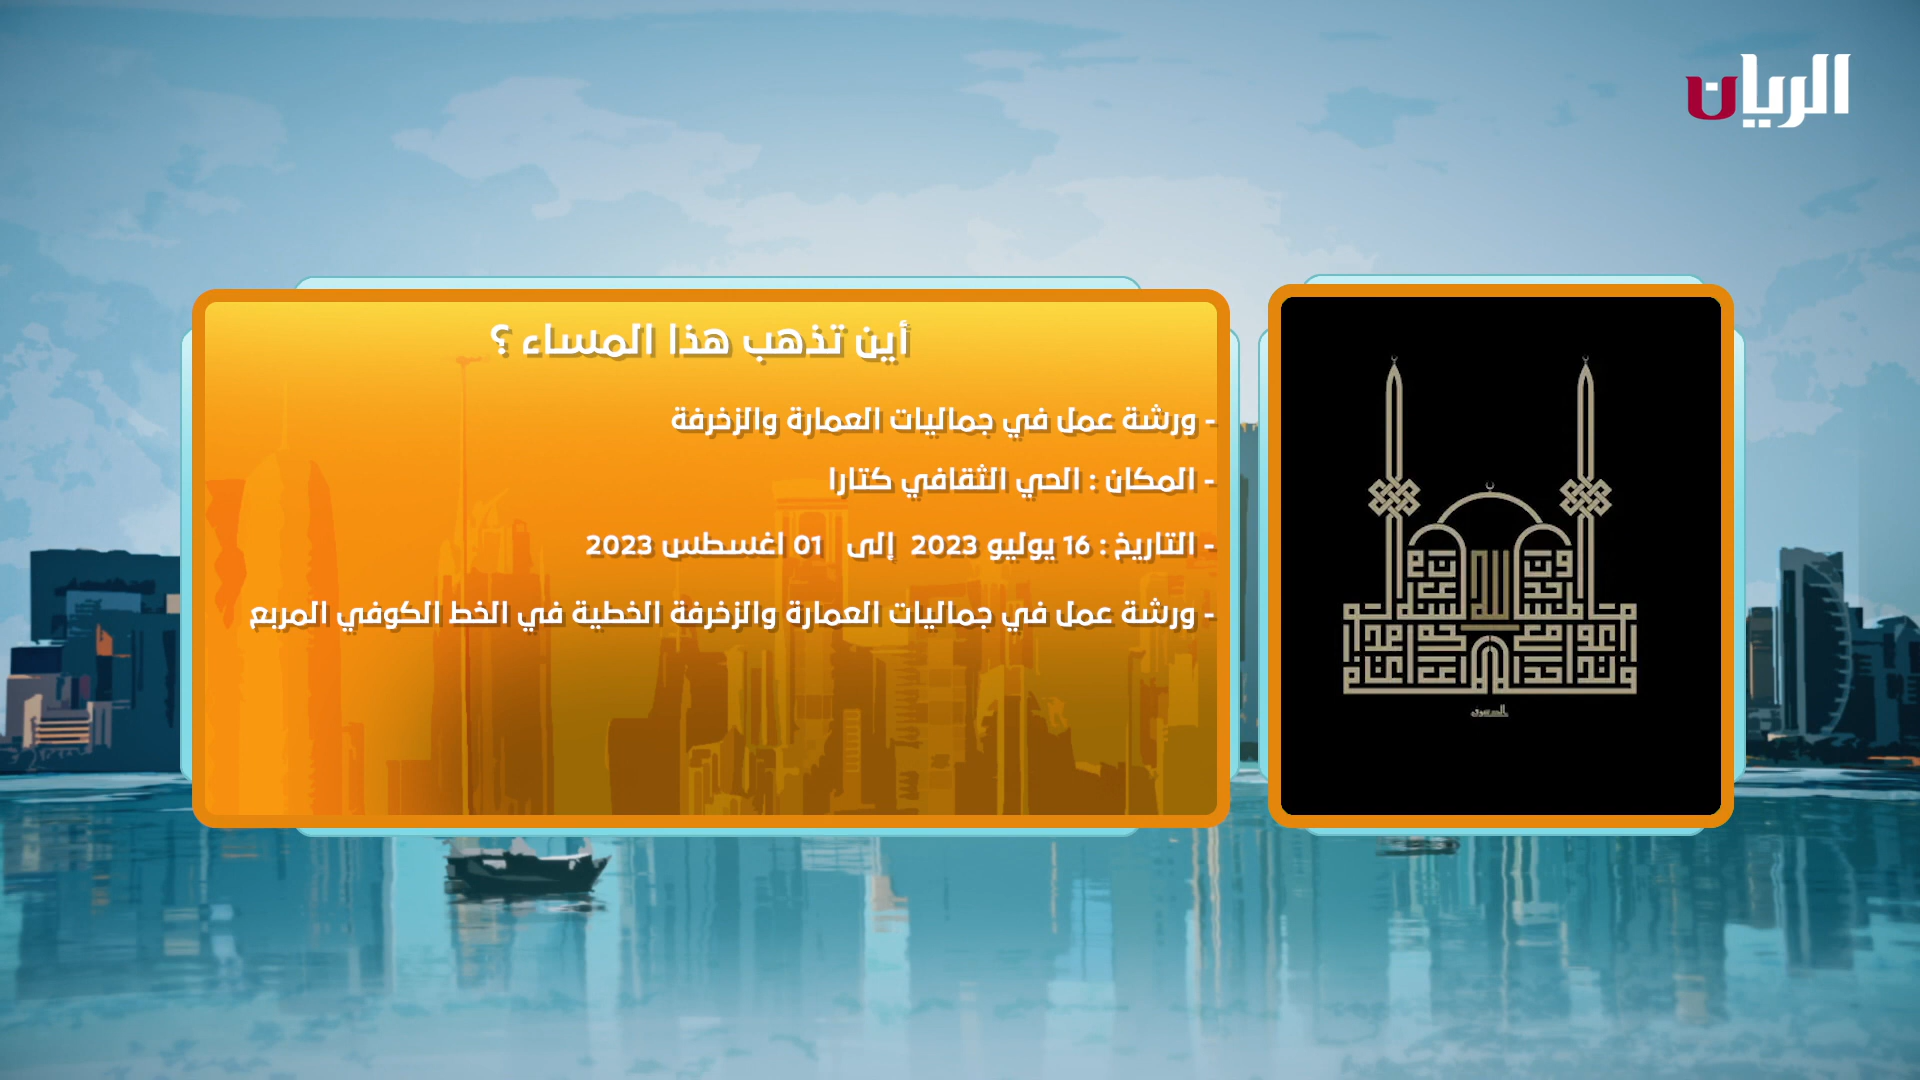 الريان
أين تذهب هذا المساء ؟
- ورشة عمل في جماليات العمارة والزخرفة
- المكان : الحي الثقافي كتارا
- التاريخ : 16 يوليو 2023 إلى 01 اغسطس 2023
- ورشة عمل في جماليات العمارة والزخرفة الخطية في الخط الكوفي المربع